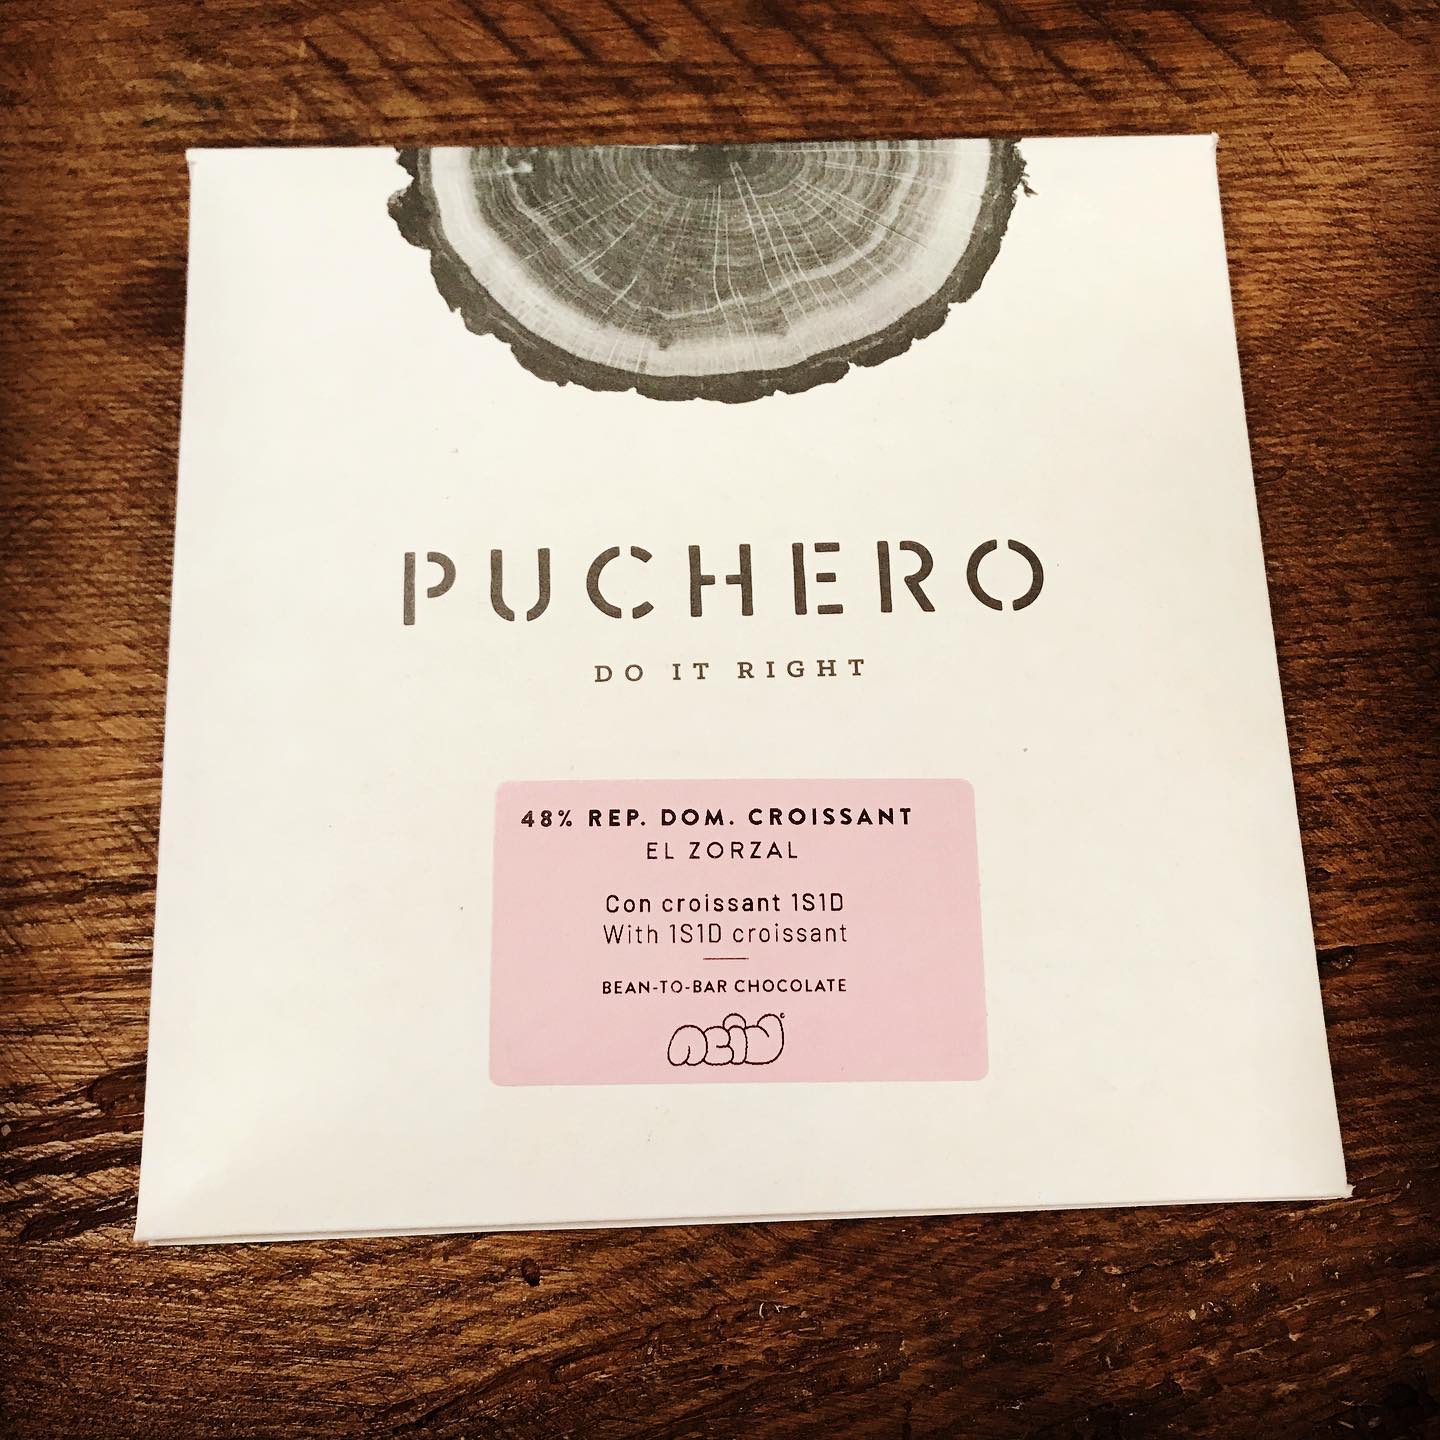 PUCHERO
DO IT RIGHT
48% REP. DOM. CROISSANT
EL ZORZAL
Con croissant 1S1D
With 1S1D croissant
BEAN-TO-BAR CHOCOLATE